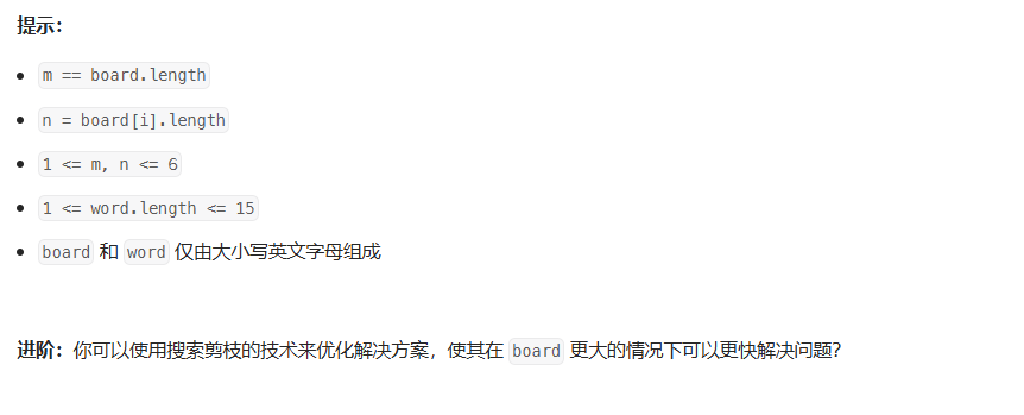 提示：
m == board.length
n = board[i].length
1 <= m, n <= 6
1 <= word.length <= 15
board 和 word 仅由大小写英文字母组成
进阶：你可以使用搜索剪枝的技术来优化解决方案，使其在 board 更大的情况下可以更快解决问题？